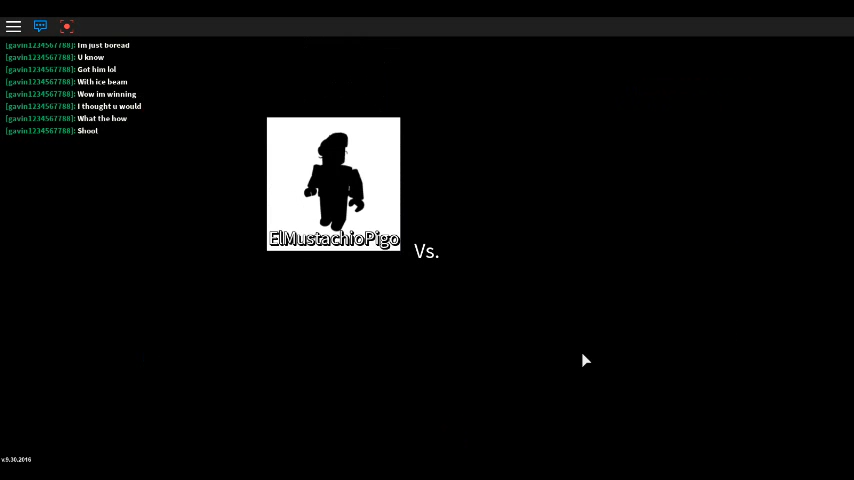 [gavin1234567788]: Im just boread
[gavin1234567788]: U know
[gavin1234567788]: Got him lol
[gavin1234567788]: With ice beam
[gavin1234567788]: Wow im winning
[gavin1234567788]: I thought u would
[gavin1234567788]: What the how
[gavin1234567788]: Shoot
ElMustachioPigo
Vs.
v.9.30.2016